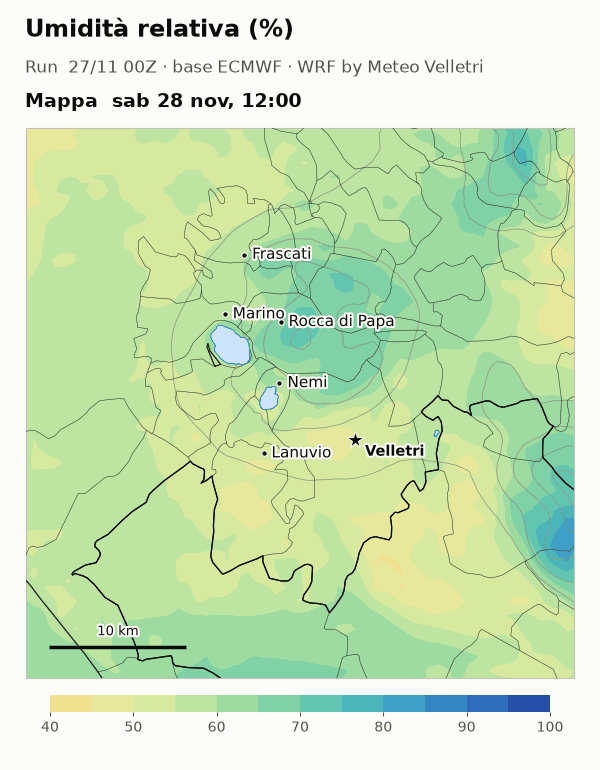 Umidità relativa (%)
Run  27/11 00Z · base ECMWF · WRF by Meteo Velletri
Mappa  sab 28 nov, 12:00
Frascati
Marino
Rocca di Papa
Nemi
Lanuvio
Velletri
10 km
40 50 60 70 80 90 100